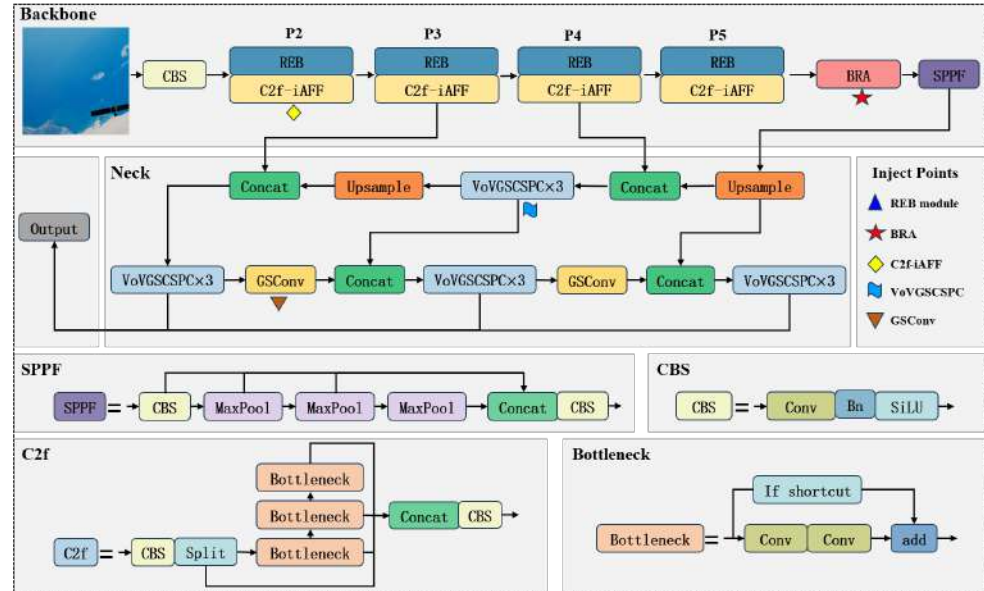 Backbone
P2 P3 P4 P5
REB REB REB REB
CBS C2f-iAFF C2f-iAFF C2f-iAFF C2f-iAFF BRA SPPF
Neck
Concat Upsample VoVGSCSPC×3 Concat Upsample
Output
VoVGSCSPC×3 GSConv Concat VoVGSCSPC×3 GSConv Concat VoVGSCSPC×3
Inject Points
REB module
BRA
C2f-iAFF
VoVGSCSPC
GSConv
SPPF
SPPF = CBS MaxPool MaxPool MaxPool Concat CBS
CBS
CBS = Conv Bn SiLU
C2f
Bottleneck
Bottleneck Concat CBS
C2f = CBS Split Bottleneck
Bottleneck
If shortcut
Bottleneck = Conv Conv add